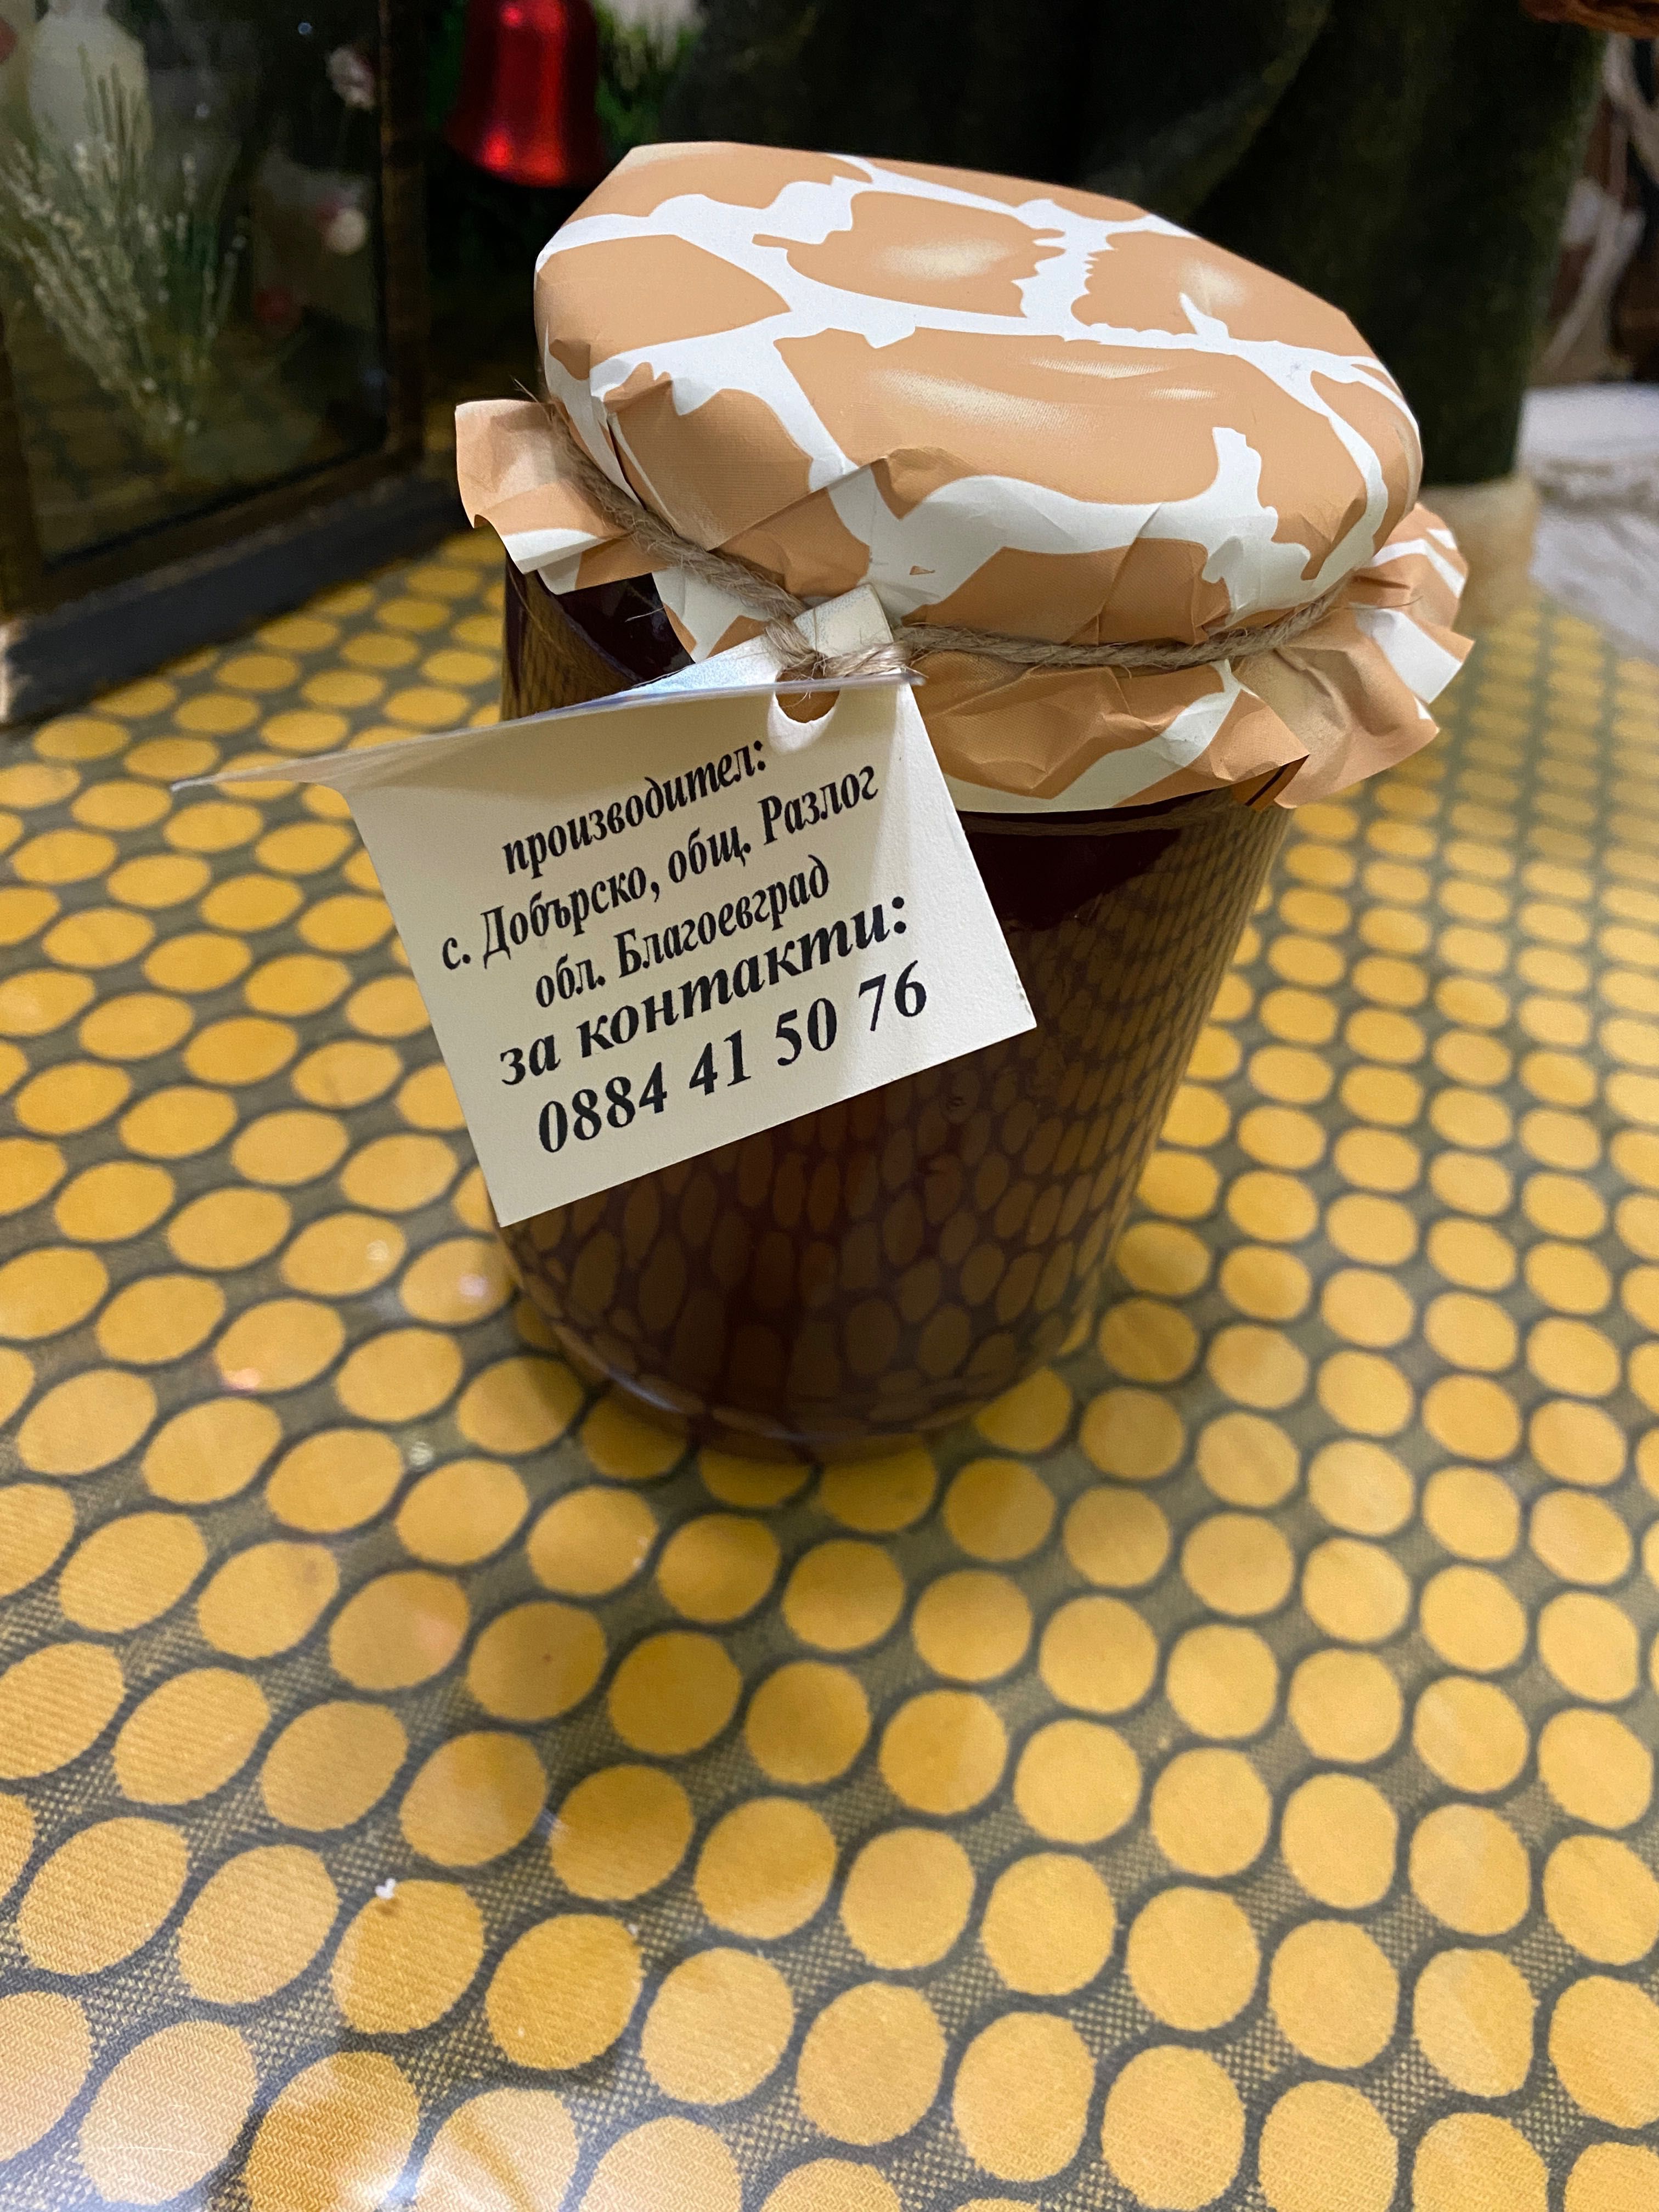 производител:
с. Добърско, общ. Разлог
обл. Благоевград
за контакти:
0884 41 50 76